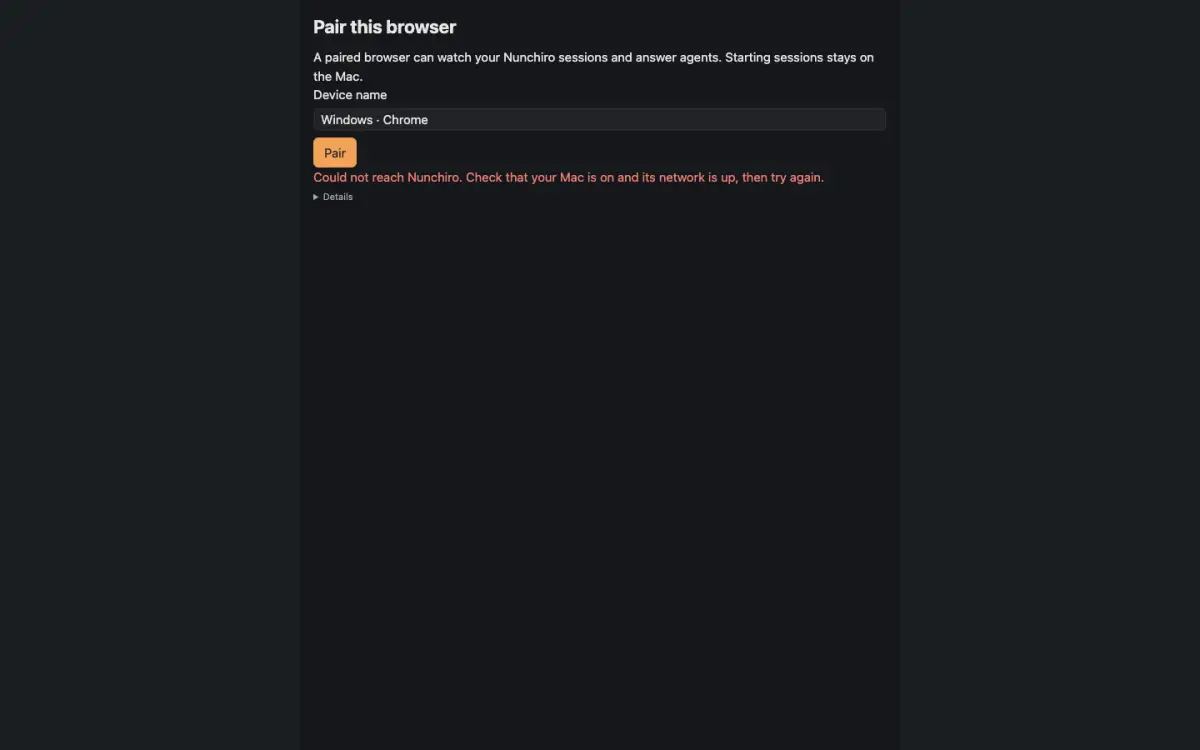 Pair this browser
A paired browser can watch your Nunchiro sessions and answer agents. Starting sessions stays on
the Mac.
Device name
Windows · Chrome
Pair
Could not reach Nunchiro. Check that your Mac is on and its network is up, then try again.
Details